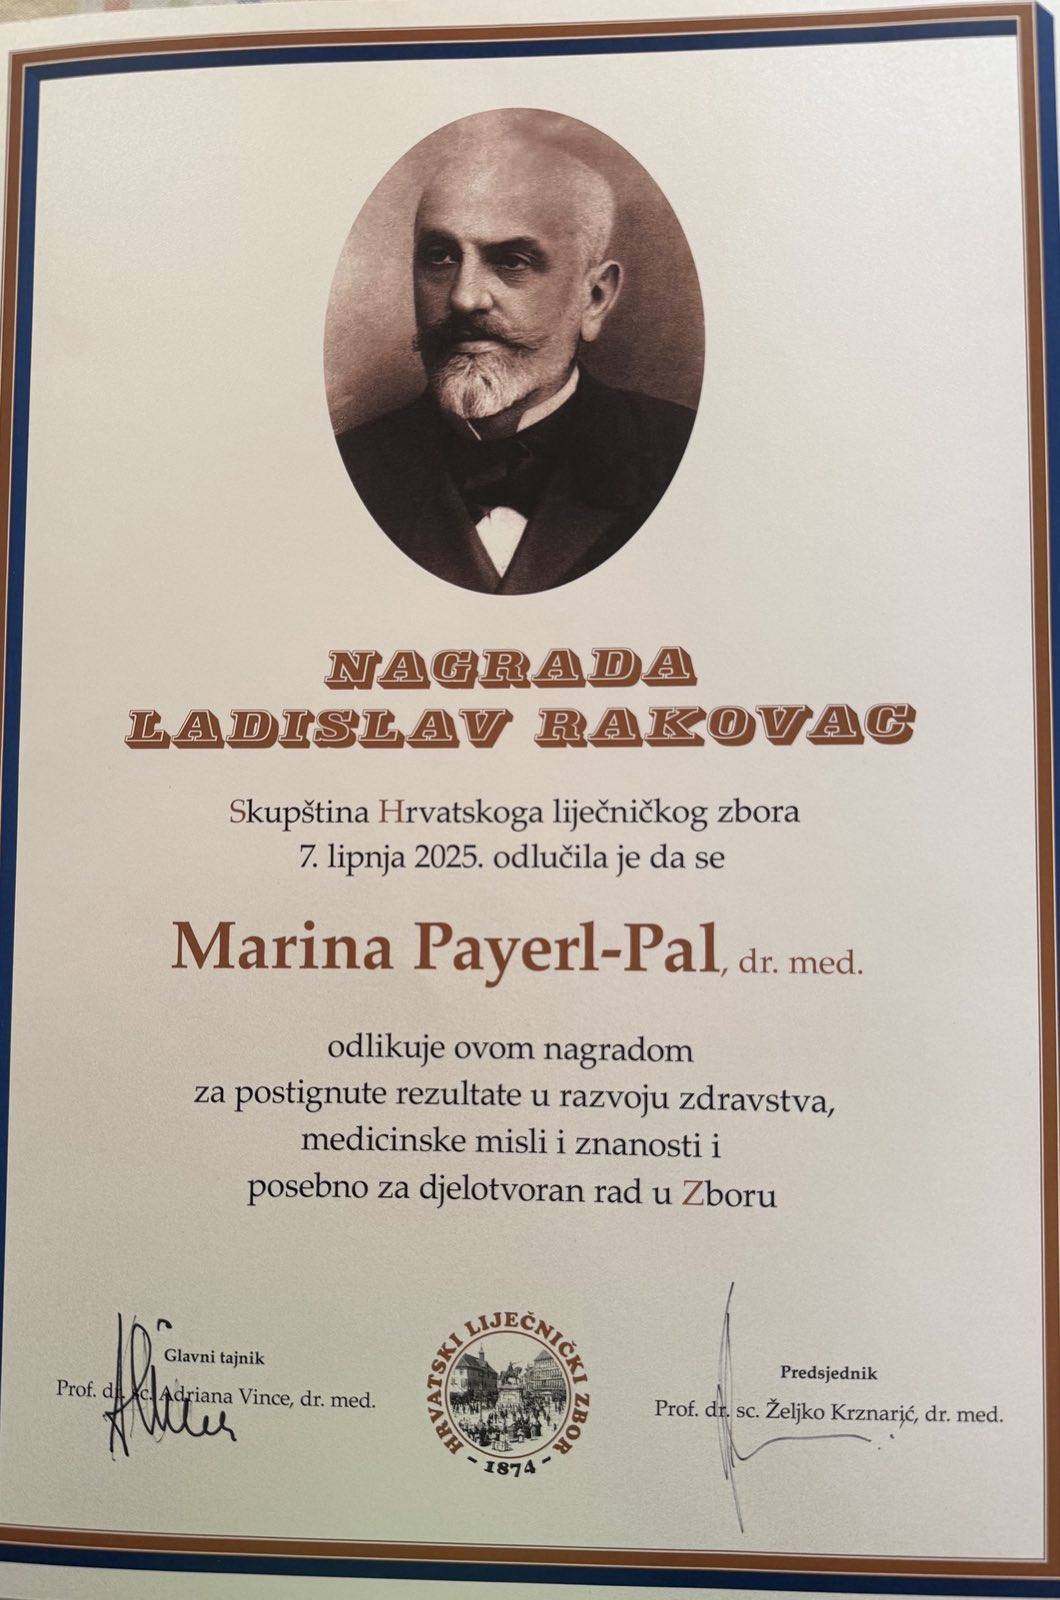 NAGRADA
LADISLAV RAKOVAC
Skupština Hrvatskoga liječničkog zbora
7. lipnja 2025. odlučila je da se
Marina Payerl-Pal, dr. med.
odlikuje ovom nagradom
za postignute rezultate u razvoju zdravstva,
medicinske misli i znanosti i
posebno za djelotvoran rad u Zboru
Glavni tajnik
Prof. dr. sc. Adriana Vince, dr. med.
HRVATSKI LIJEČNIČKI ZBOR
- 1874 -
Predsjednik
Prof. dr. sc. Željko Krznarić, dr. med.